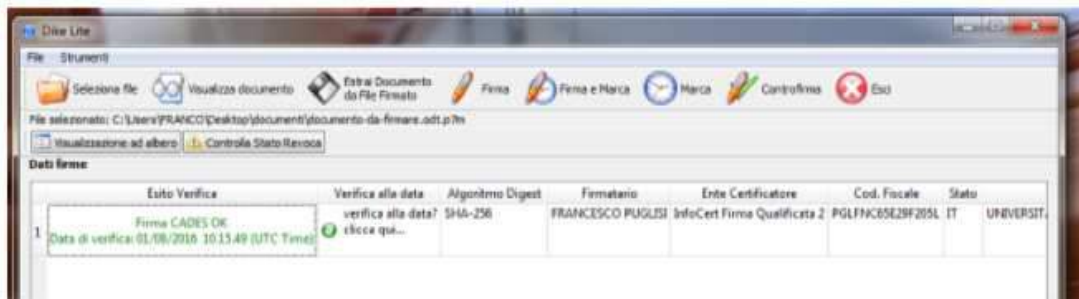 Dike Lite
File Strumenti
Seleziona file Visualizza documento Estrai Documento da File Firmato Firma Firma e Marca Marca Controfirma Esci
File selezionato: C:\Users\FRANCO\Desktop\documenti\documento-da-firmare.odt.p7m
Visualizzazione ad albero Controlla Stato Revoca
Dati firme
Esito Verifica Verifica alla data Algoritmo Digest Firmatario Ente Certificatore Cod. Fiscale Stato
1 Firma CADES OK verifica alla data? SHA-256 FRANCESCO PUGLISI InfoCert Firma Qualificata 2 PGLFNC65E29F205L IT UNIVERSIT.
Data di verifica: 01/08/2016 10.15.49 (UTC Time) clicca qui...